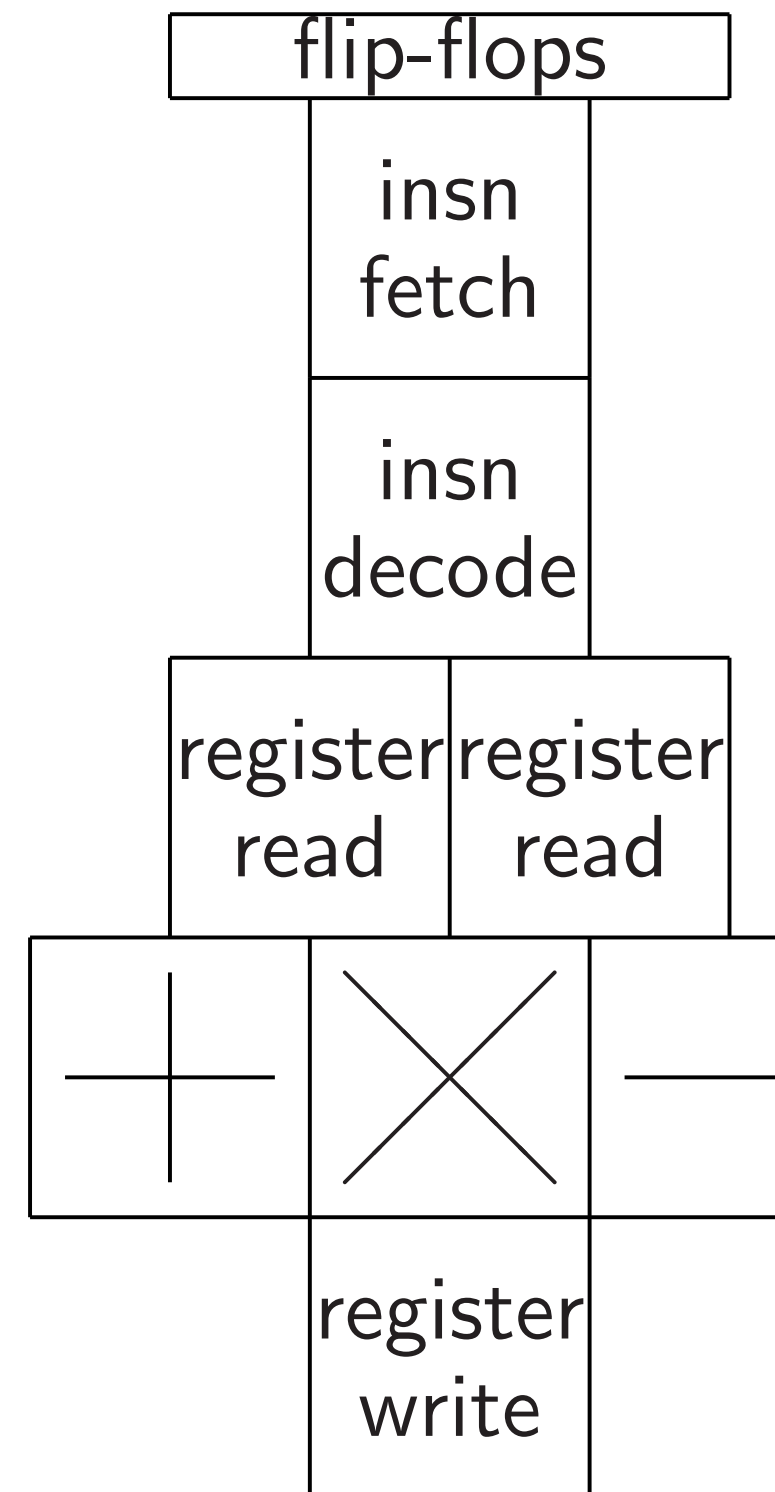 flip-flops
insn
fetch
insn
decode
register
read
register
read
register
write